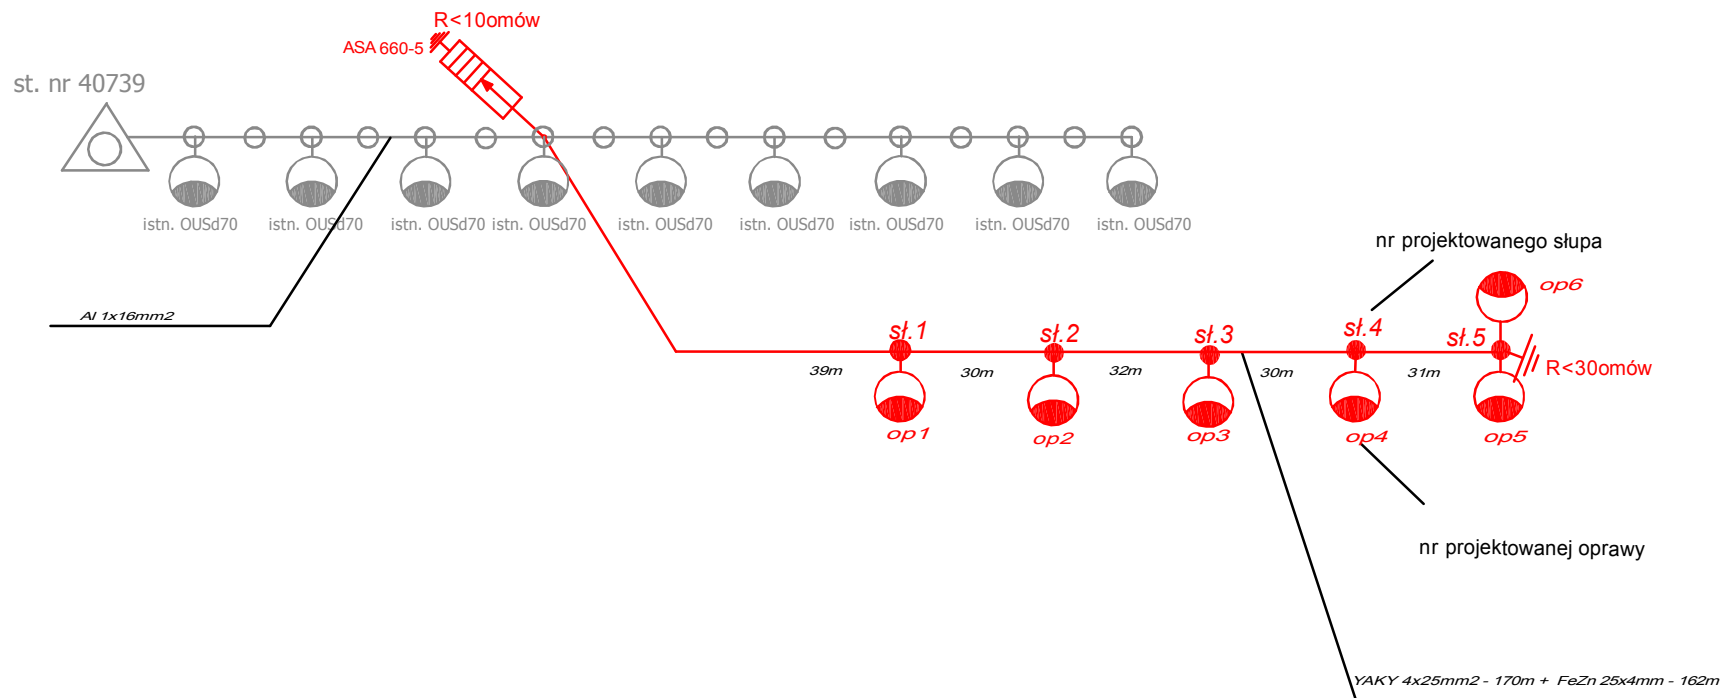 R<10omów
ASA 660-5
st. nr 40739
istn. OUSd70
istn. OUSd70
istn. OUSd70
istn. OUSd70
istn. OUSd70
istn. OUSd70
istn. OUSd70
istn. OUSd70
istn. OUSd70
nr projektowanego słupa
op6
Al 1x16mm2
sł.1
sł.2
sł.3
sł.4
sł.5
39m
30m
32m
30m
31m
R<30omów
op1
op2
op3
op4
op5
nr projektowanej oprawy
YAKY 4x25mm2 - 170m + FeZn 25x4mm - 162m